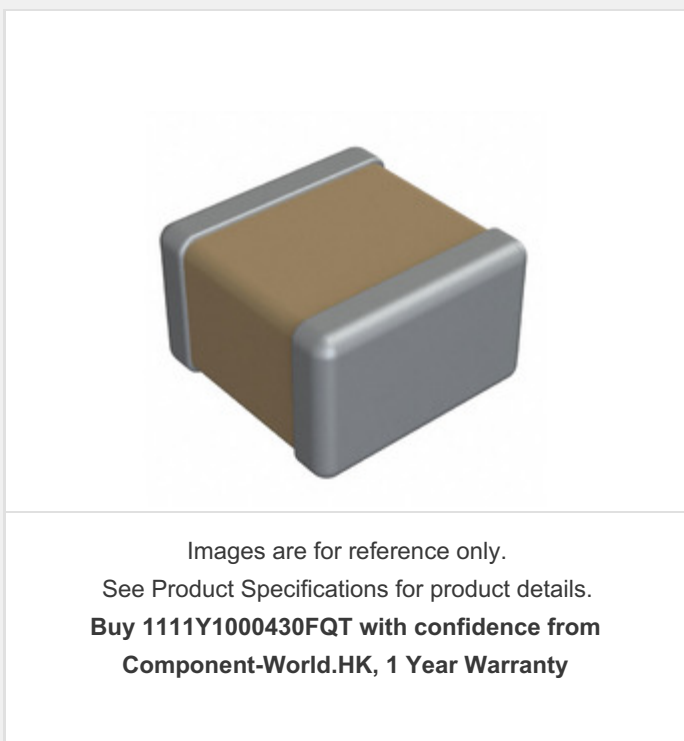 Images are for reference only.
See Product Specifications for product details.
Buy 1111Y1000430FQT with confidence from
Component-World.HK, 1 Year Warranty